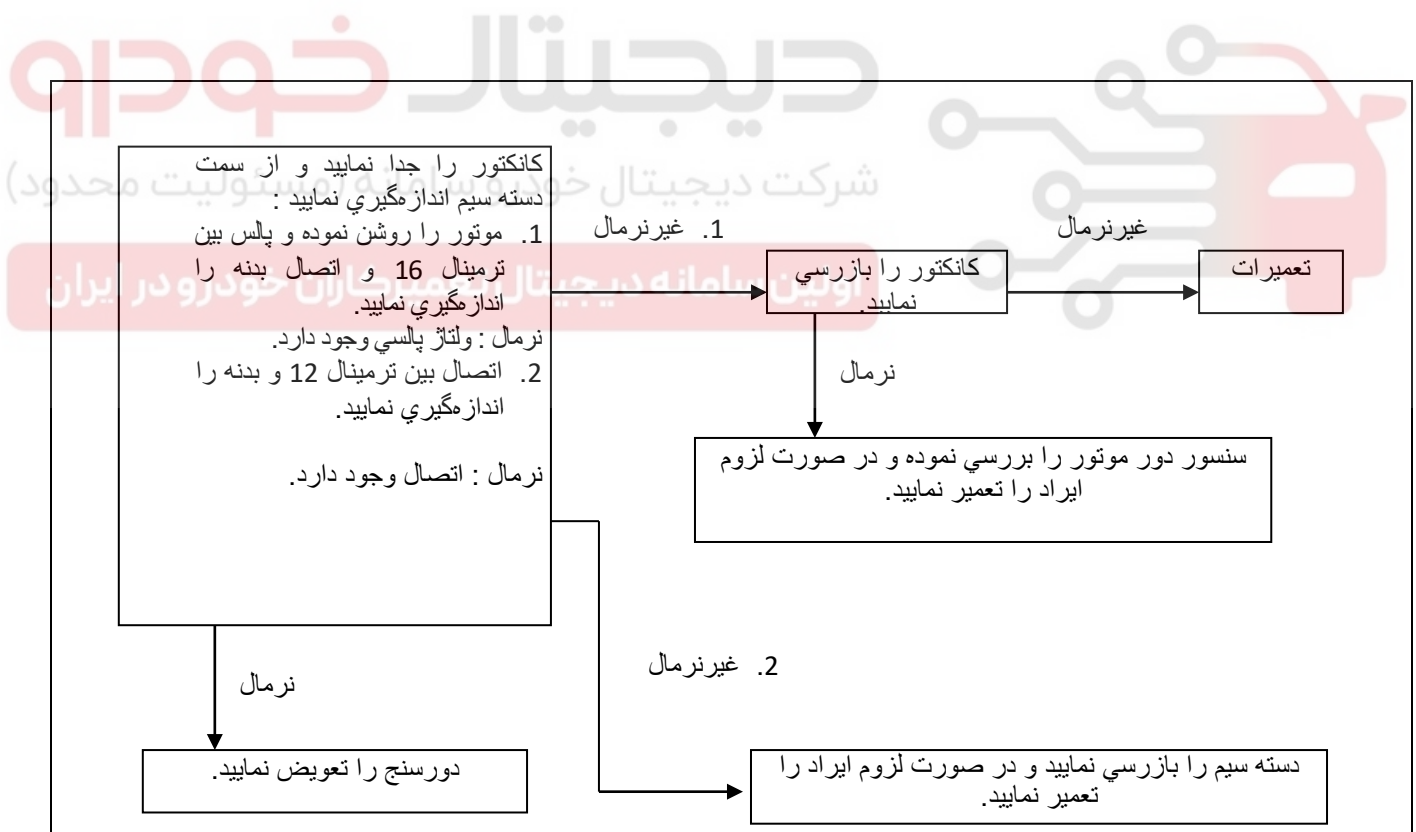 دیجیتال خودرو
شرکت دیجیتال خودرو سامانه (مسئولیت محدود)
اولین سامانه دیجیتال تعمیرکاران خودرو در ایران
کانکتور را جدا نمایید و از سمت
دسته سیم اندازه‌گیري نمایید :
1. موتور را روشن نموده و پالس بین
ترمینال 16 و اتصال بدنه را
اندازه‌گیري نمایید.
نرمال : ولتاژ پالسي وجود دارد.
2. اتصال بین ترمینال 12 و بدنه را
اندازه‌گیري نمایید.
نرمال : اتصال وجود دارد.
1. غیرنرمال
کانکتور را بازرسي
نمایید.
غیرنرمال
تعمیرات
نرمال
سنسور دور موتور را بررسي نموده و در صورت لزوم
ایراد را تعمیر نمایید.
2. غیرنرمال
دسته سیم را بازرسي نمایید و در صورت لزوم ایراد را
تعمیر نمایید.
نرمال
دورسنج را تعویض نمایید.